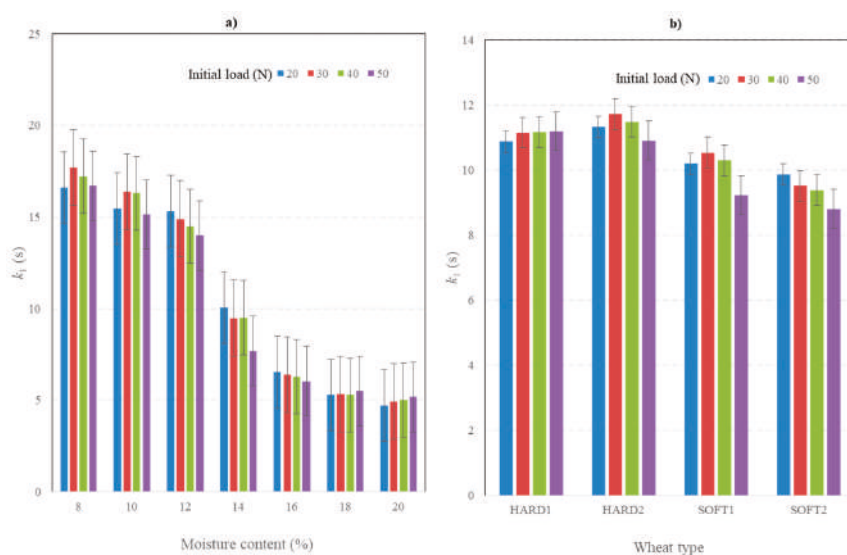 a)
Initial load (N) 20 30 40 50
25
20
15
10
5
0
k₁ (s)
8 10 12 14 16 18 20
Moisture content (%)
b)
Initial load (N) 20 30 40 50
14
12
10
8
6
4
2
0
k₁ (s)
HARD1 HARD2 SOFT1 SOFT2
Wheat type